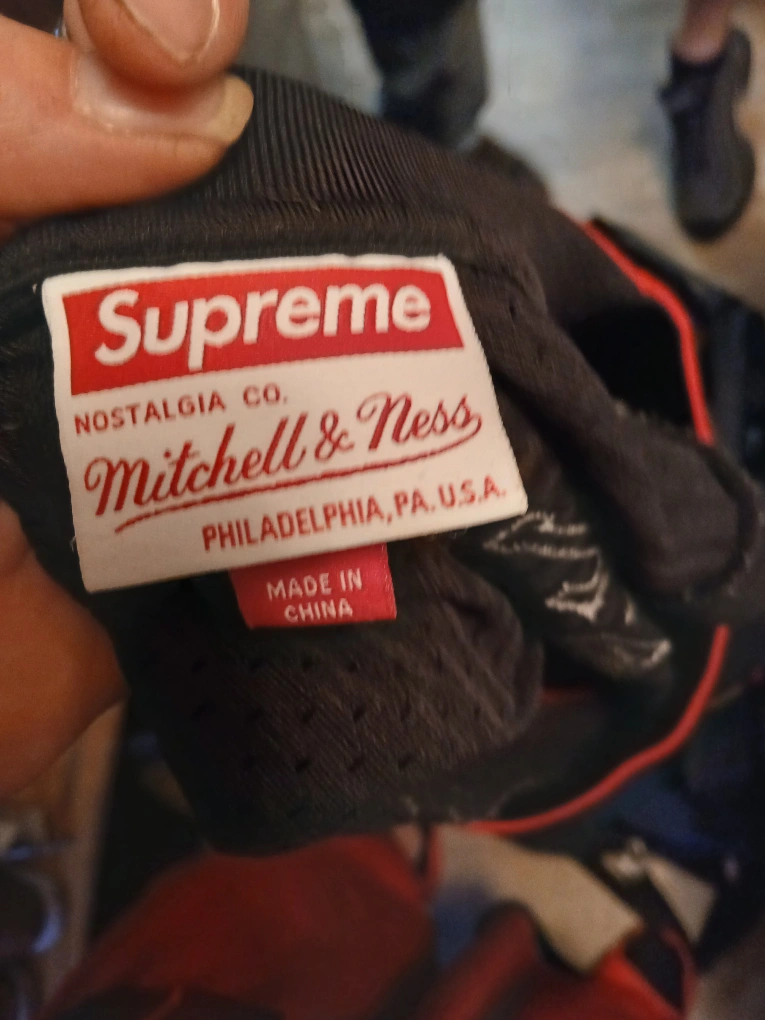 Supreme
NOSTALGIA CO.
Mitchell & Ness
PHILADELPHIA, PA. U.S.A.
MADE IN
CHINA